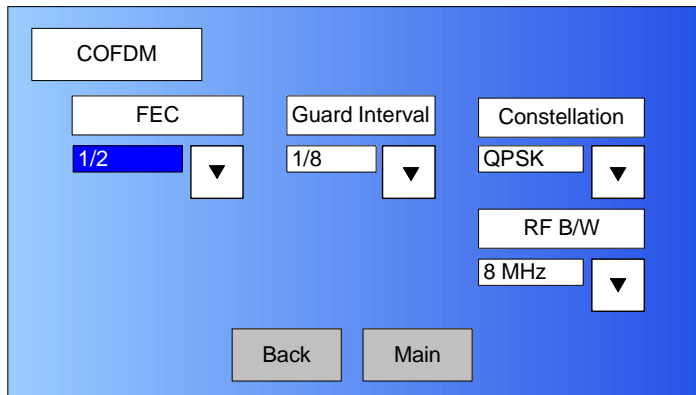 COFDM
FEC
Guard Interval
Constellation
1/2
1/8
QPSK
RF B/W
8 MHz
Back
Main